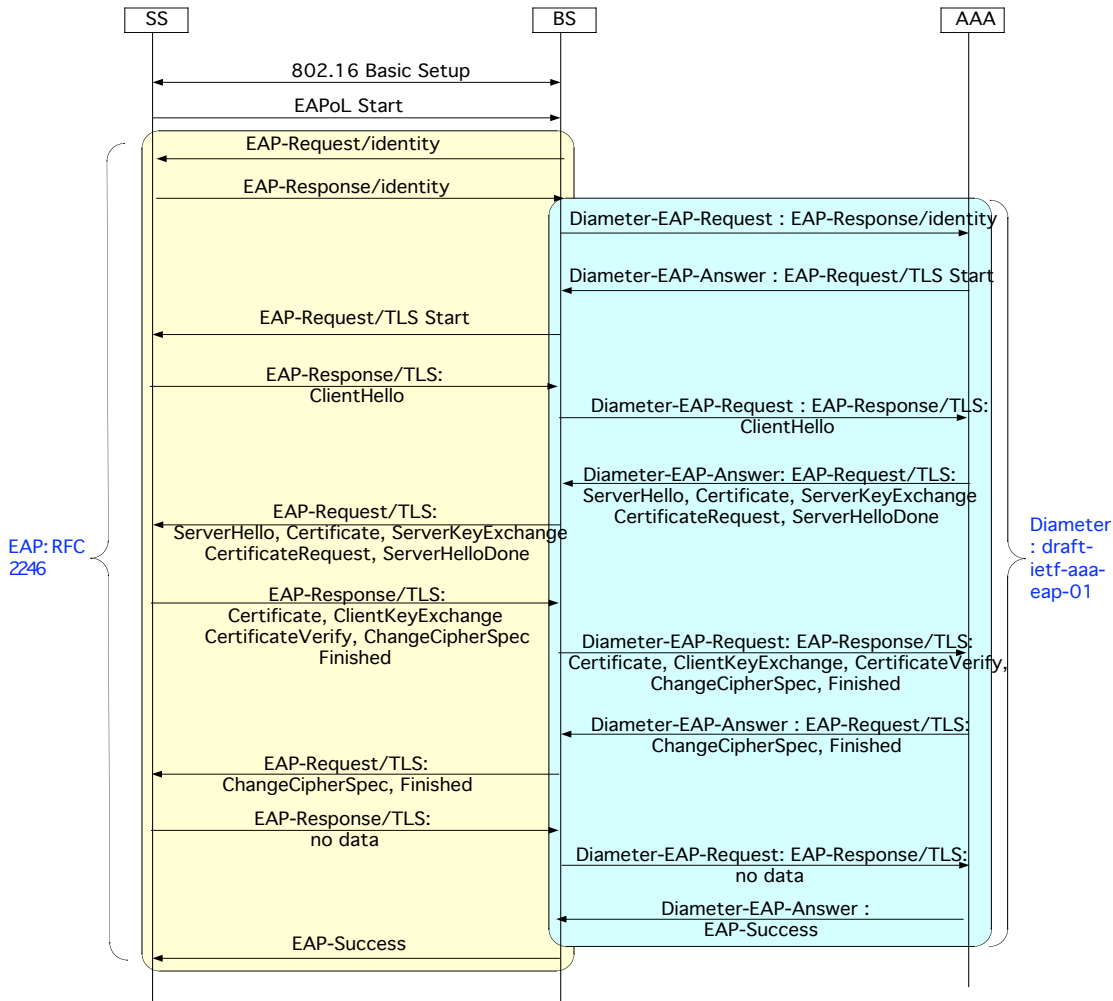 SS
BS
AAA
802.16 Basic Setup
EAPoL Start
EAP-Request/identity
EAP-Response/identity
Diameter-EAP-Request : EAP-Response/identity
Diameter-EAP-Answer : EAP-Request/TLS Start
EAP-Request/TLS Start
EAP-Response/TLS:
ClientHello
Diameter-EAP-Request : EAP-Response/TLS:
ClientHello
Diameter-EAP-Answer: EAP-Request/TLS:
ServerHello, Certificate, ServerKeyExchange
CertificateRequest, ServerHelloDone
EAP-Request/TLS:
ServerHello, Certificate, ServerKeyExchange
CertificateRequest, ServerHelloDone
EAP: RFC
2246
Diameter
: draft-
ietf-aaa-
eap-01
EAP-Response/TLS:
Certificate, ClientKeyExchange
CertificateVerify, ChangeCipherSpec
Finished
Diameter-EAP-Request: EAP-Response/TLS:
Certificate, ClientKeyExchange, CertificateVerify,
ChangeCipherSpec, Finished
Diameter-EAP-Answer : EAP-Request/TLS:
ChangeCipherSpec, Finished
EAP-Request/TLS:
ChangeCipherSpec, Finished
EAP-Response/TLS:
no data
Diameter-EAP-Request: EAP-Response/TLS:
no data
Diameter-EAP-Answer :
EAP-Success
EAP-Success